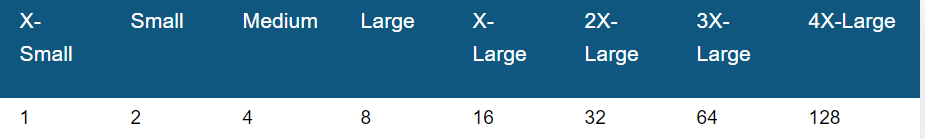 X-Small Small Medium Large X-Large 2X-Large 3X-Large 4X-Large
1 2 4 8 16 32 64 128